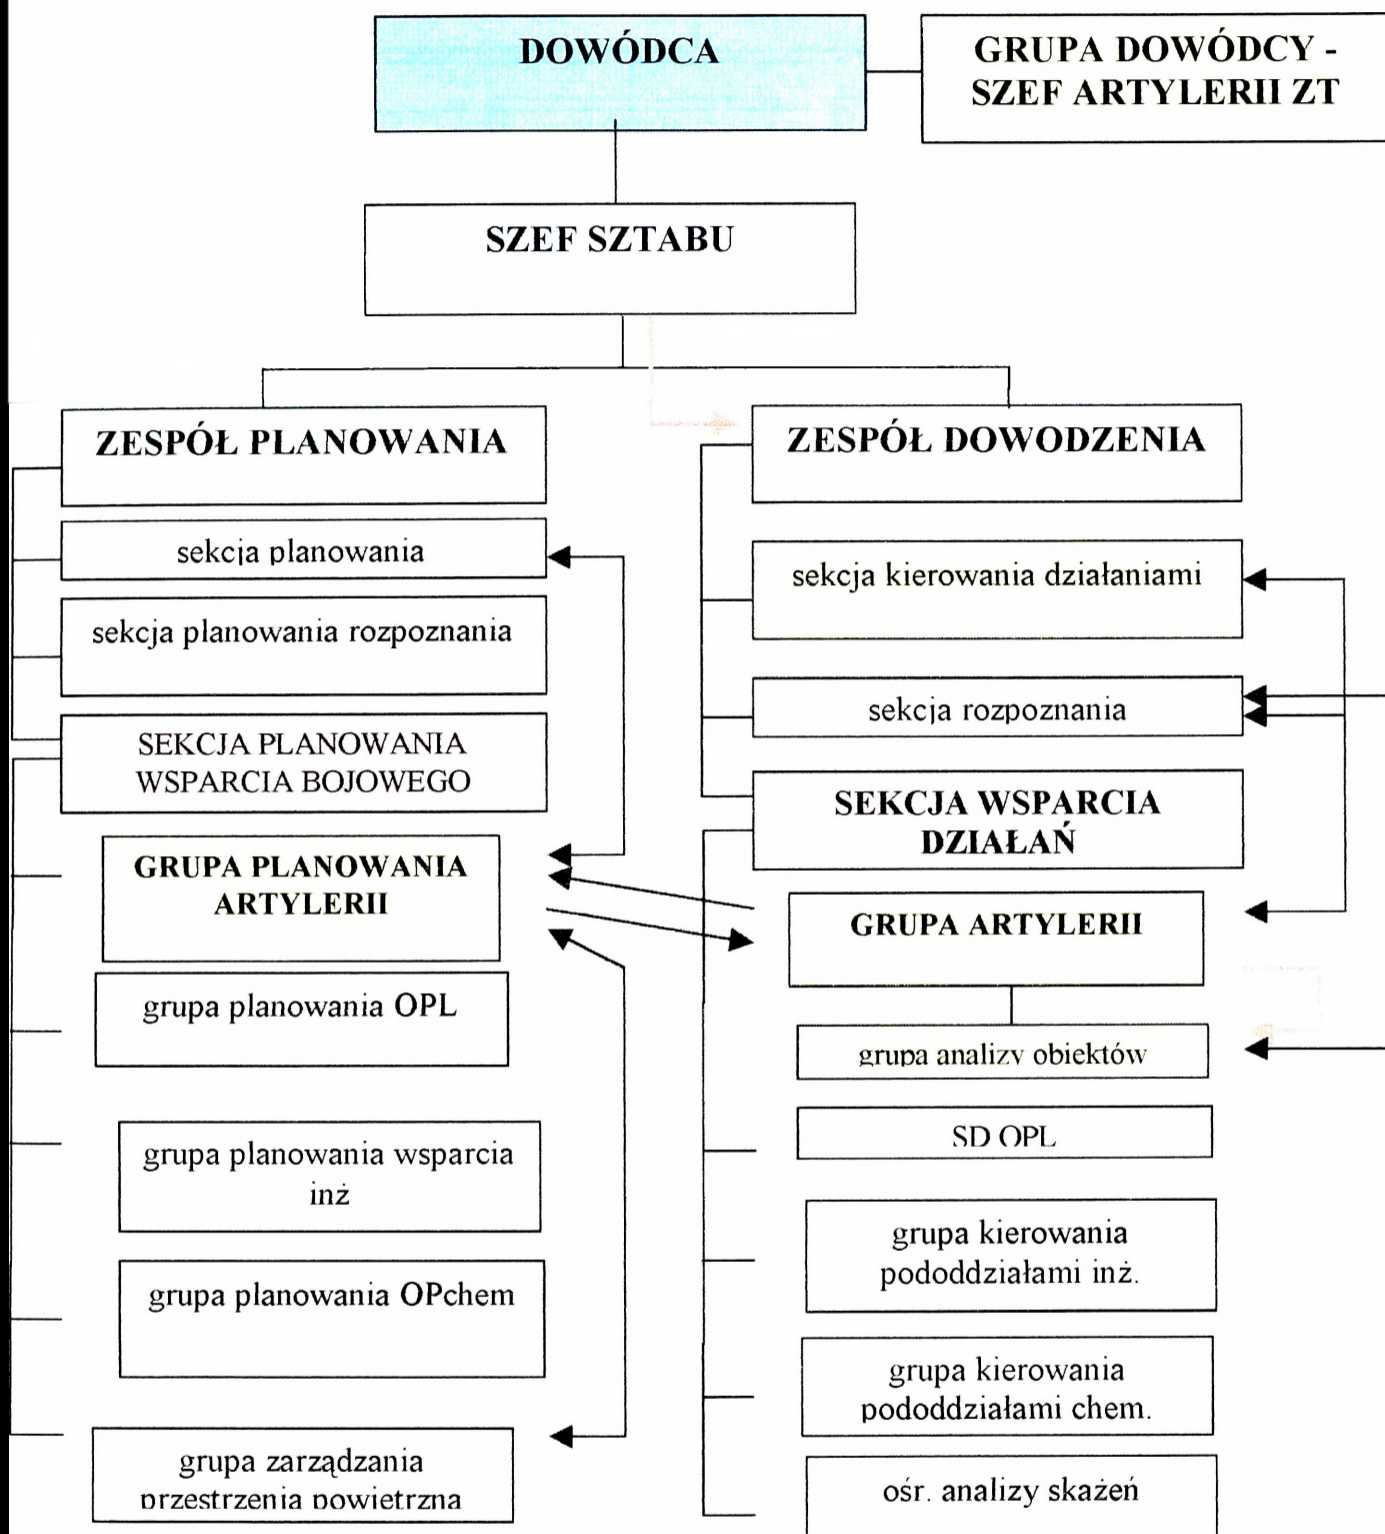 DOWÓDCA
GRUPA DOWÓDCY -
SZEF ARTYLERII ZT
SZEF SZTABU
ZESPÓŁ PLANOWANIA
sekcja planowania
sekcja planowania rozpoznania
SEKCJA PLANOWANIA
WSPARCIA BOJOWEGO
GRUPA PLANOWANIA
ARTYLERII
grupa planowania OPL
grupa planowania wsparcia
inż
grupa planowania OPchem
grupa zarządzania
przestrzenia powietrzna
ZESPÓŁ DOWODZENIA
sekcja kierowania działaniami
sekcja rozpoznania
SEKCJA WSPARCIA
DZIAŁAŃ
GRUPA ARTYLERII
grupa analizy obiektów
SD OPL
grupa kierowania
pododdziałami inż.
grupa kierowania
pododdziałami chem.
ośr. analizy skażeń